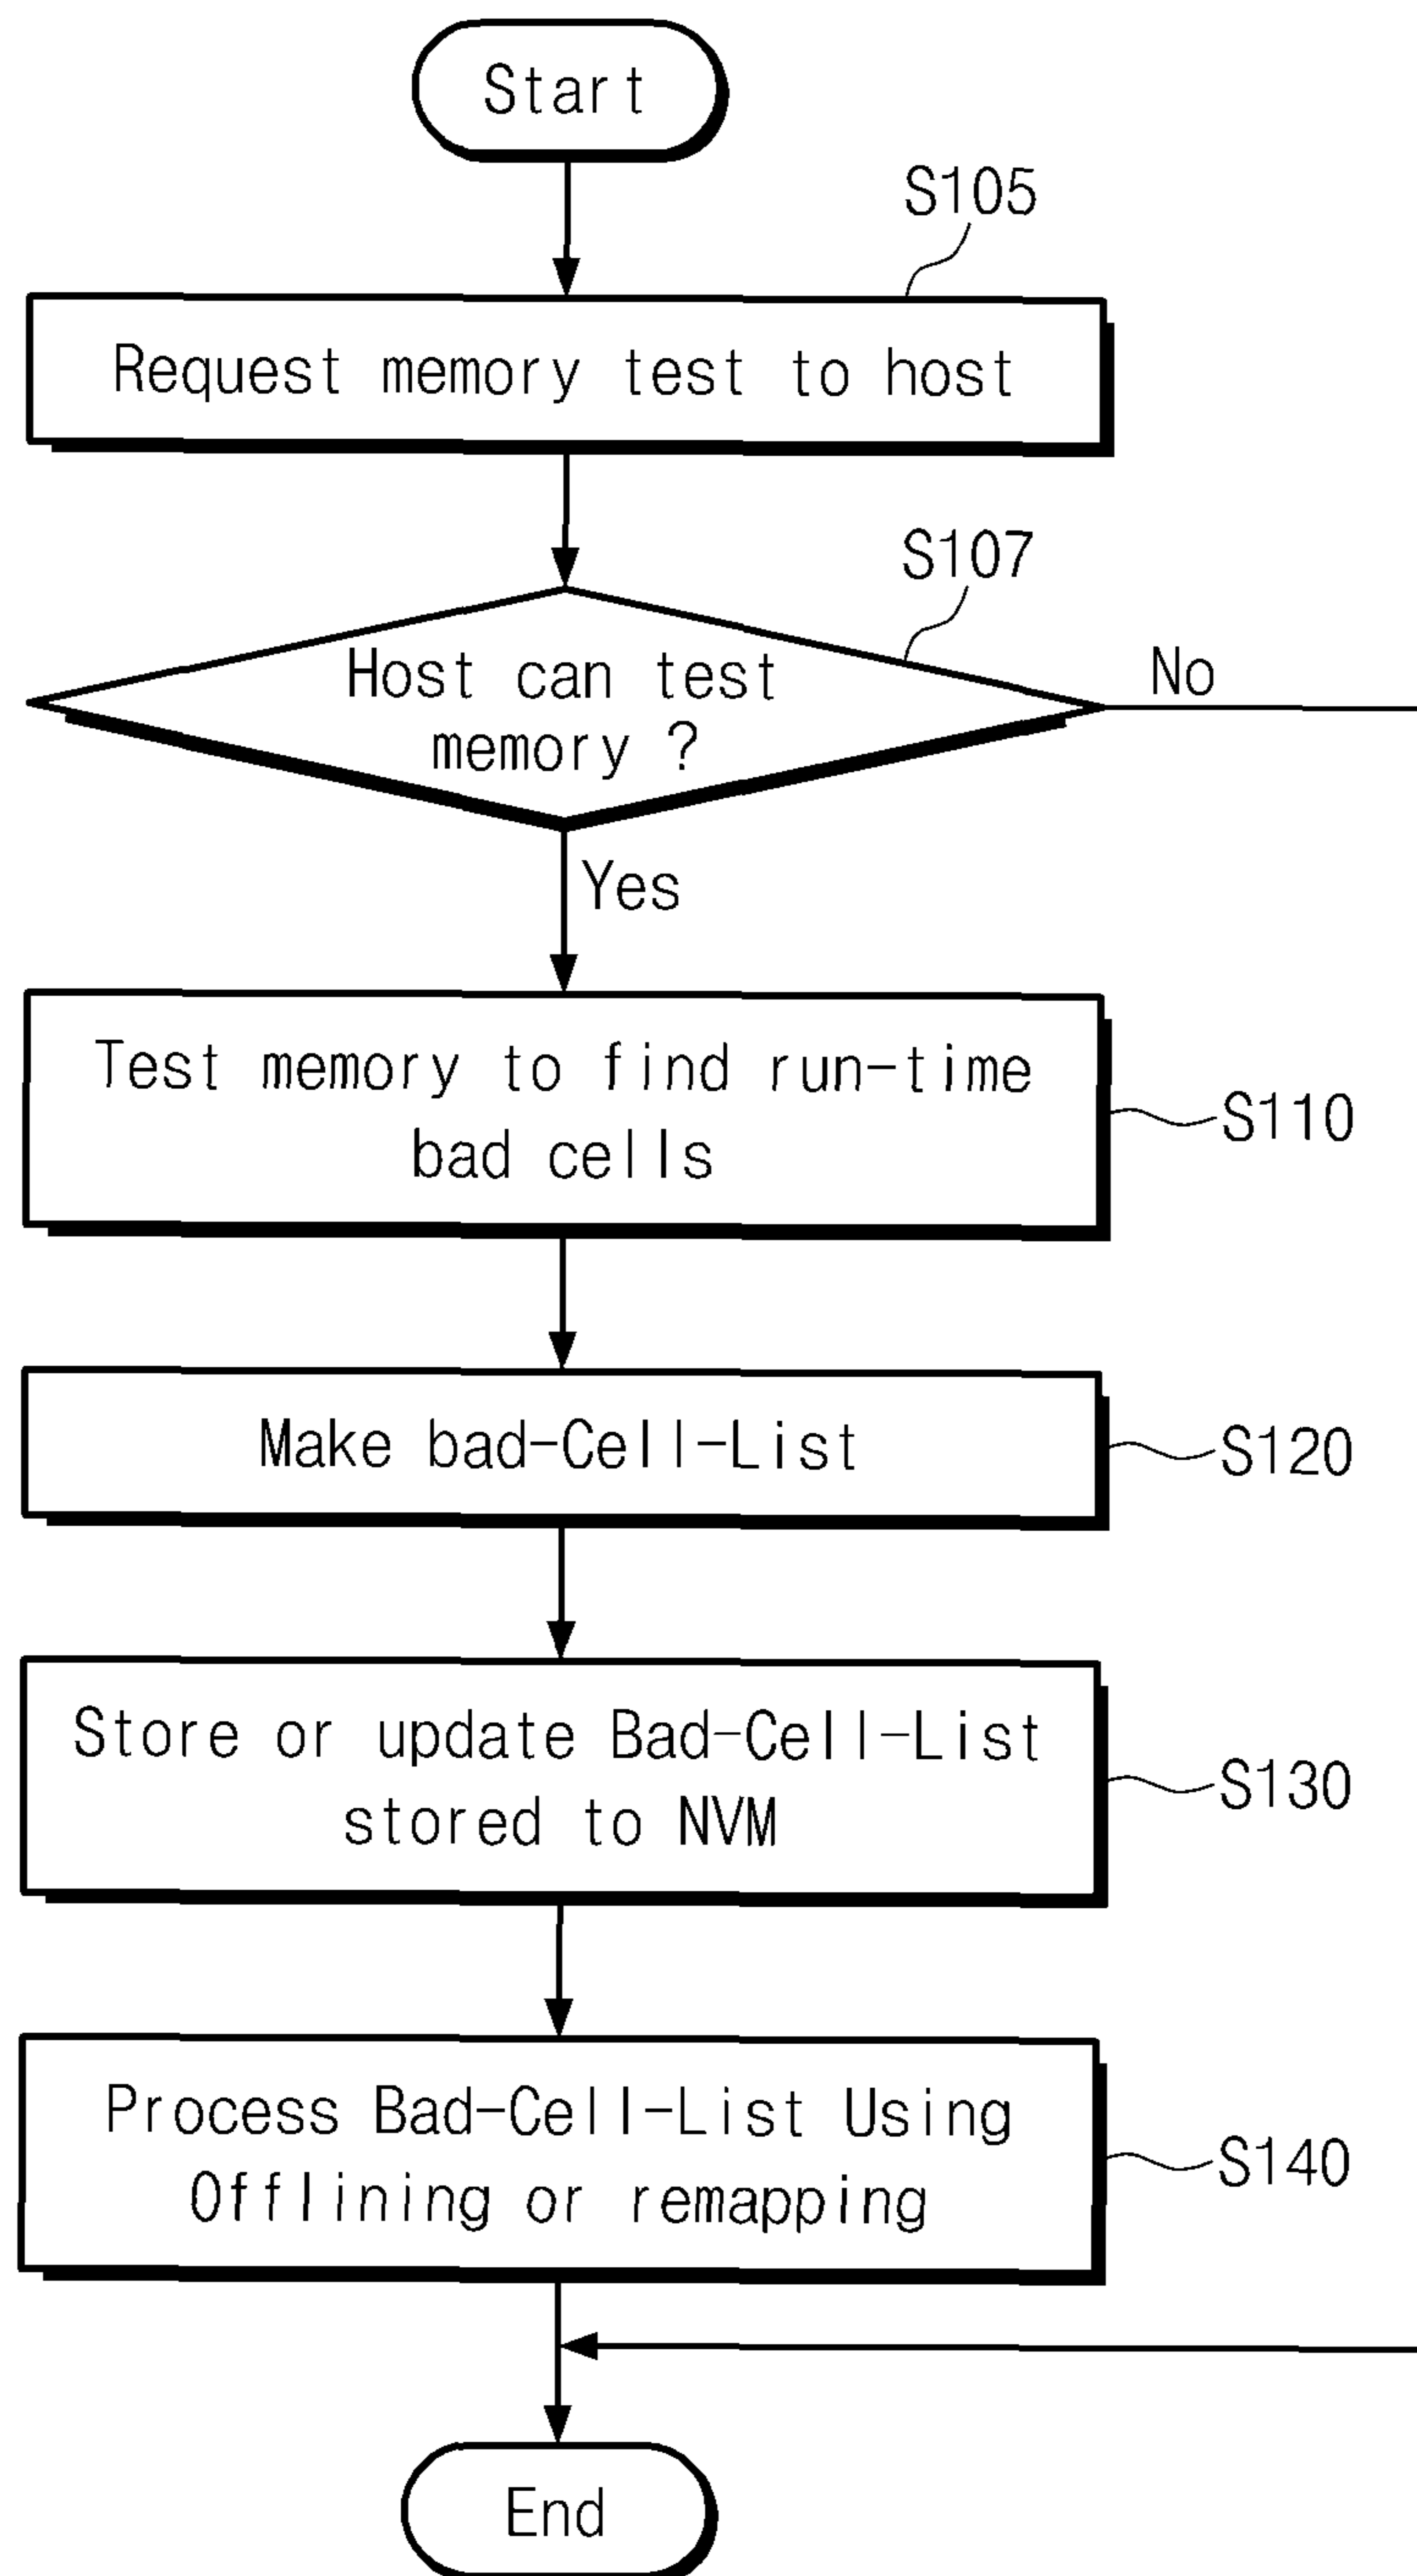 Start
S105
Request memory test to host
S107
Host can test
memory ?
No
Yes
Test memory to find run-time
bad cells
S110
Make bad-Cell-List
S120
Store or update Bad-Cell-List
stored to NVM
S130
Process Bad-Cell-List Using
Offlining or remapping
S140
End